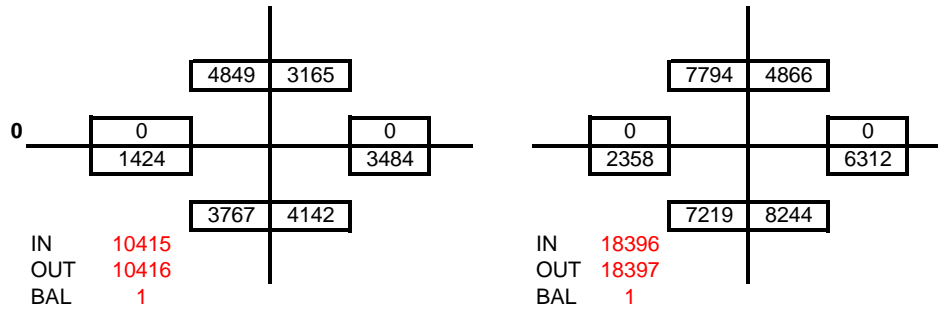 4849 3165 7794 4866
0 0 0 0 0
1424 3484 2358 6312
3767 4142 7219 8244
IN 10415 IN 18396
OUT 10416 OUT 18397
BAL 1 BAL 1